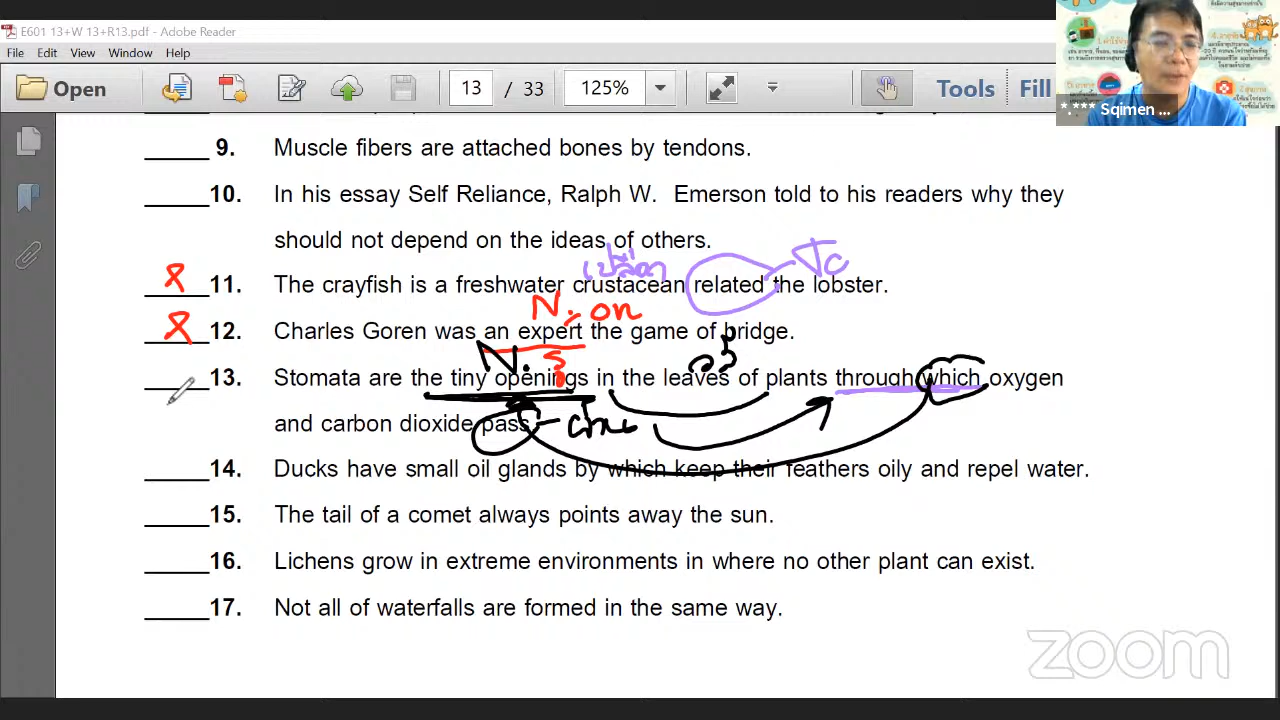 E601 13+W 13+R13.pdf - Adobe Reader
File Edit View Window Help
Open 13 / 33 125% Tools Fill
*.*** Sqimen ...
9. Muscle fibers are attached bones by tendons.
10. In his essay Self Reliance, Ralph W. Emerson told to his readers why they
should not depend on the ideas of others.
X 11. The crayfish is a freshwater crustacean related the lobster.
N. on
X 12. Charles Goren was an expert the game of bridge.
N.
13. Stomata are the tiny openings in the leaves of plants through which oxygen
and carbon dioxide pass.
14. Ducks have small oil glands by which keep their feathers oily and repel water.
15. The tail of a comet always points away the sun.
16. Lichens grow in extreme environments in where no other plant can exist.
17. Not all of waterfalls are formed in the same way.
zoom